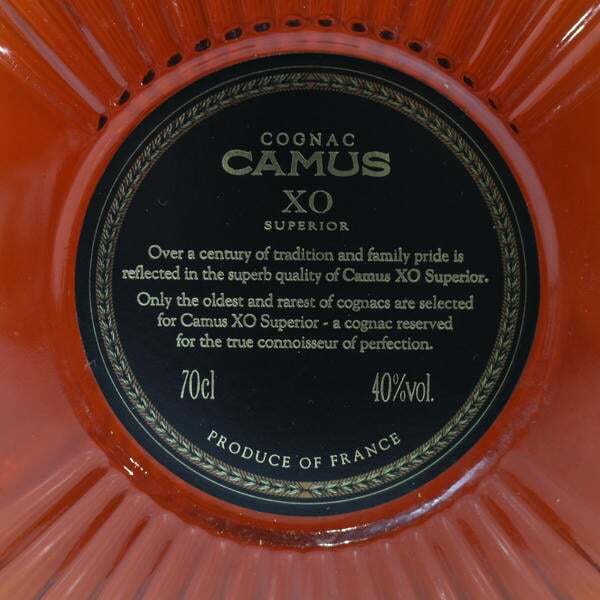 COGNAC
CAMUS
XO
SUPERIOR
Over a century of tradition and family pride is
reflected in the superb quality of Camus XO Superior.
Only the oldest and rarest of cognacs are selected
for Camus XO Superior - a cognac reserved
for the true connoisseur of perfection.
70cl 40%vol.
PRODUCE OF FRANCE